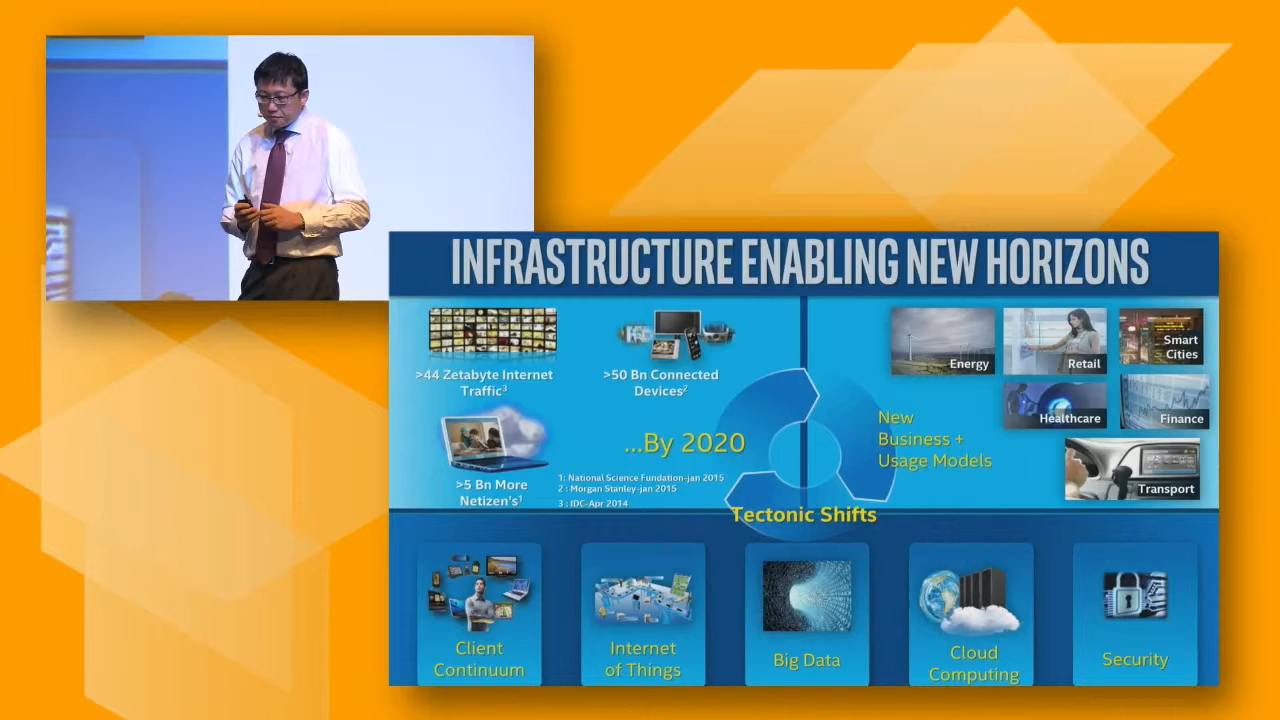 INFRASTRUCTURE ENABLING NEW HORIZONS
>44 Zetabyte Internet
Traffic3
>50 Bn Connected
Devices2
>5 Bn More
Netizen's1
...By 2020
1: National Science Fundation-jan 2015
2 : Morgan Stanley-jan 2015
3 : IDC-Apr 2014
New
Business +
Usage Models
Energy
Retail
Smart
Cities
Healthcare
Finance
Transport
Tectonic Shifts
Client
Continuum
Internet
of Things
Big Data
Cloud
Computing
Security